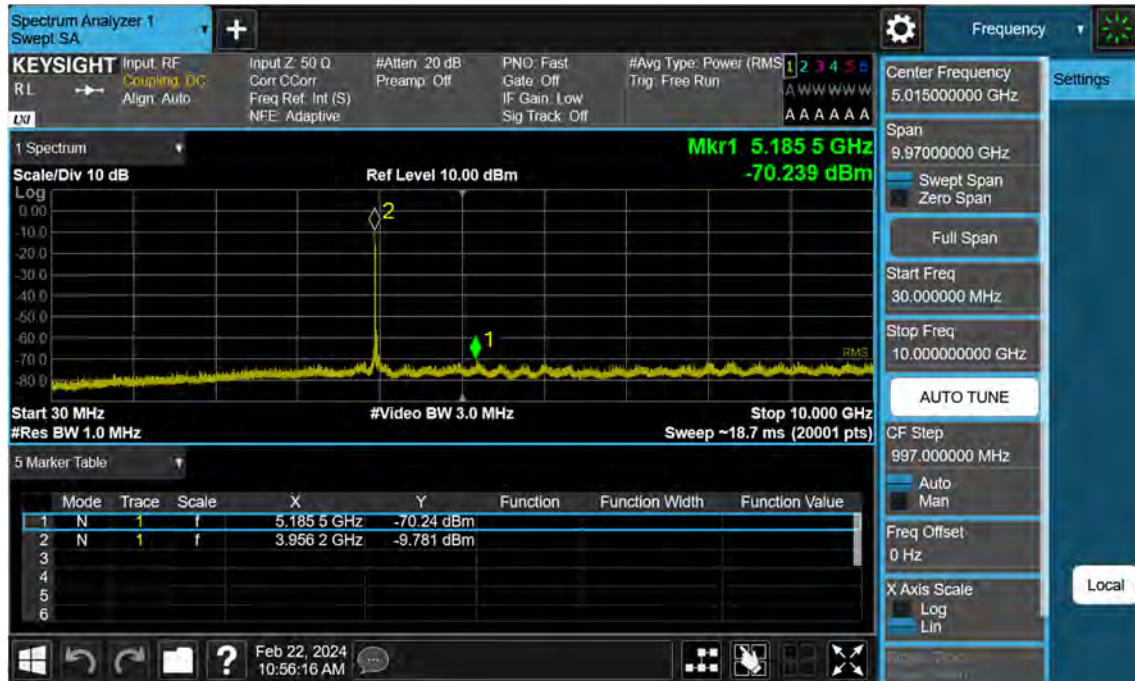 Spectrum Analyzer 1
Swept SA
+
Frequency
KEYSIGHT
RL
LXI
Input: RF
Coupling: DC
Align: Auto
Input Z: 50 Ω
Corr CCorr
Freq Ref: Int (S)
NFE: Adaptive
#Atten: 20 dB
Preamp: Off
PNO: Fast
Gate: Off
IF Gain: Low
Sig Track: Off
#Avg Type: Power (RMS
Trig: Free Run
1 2 3 4 5 6
A W W W W W
A A A A A A
Center Frequency
5.015000000 GHz
Settings
1 Spectrum
Mkr1 5.185 5 GHz
Scale/Div 10 dB
Ref Level 10.00 dBm
-70.239 dBm
Span
9.97000000 GHz
Swept Span
Zero Span
Full Span
Start Freq
30.000000 MHz
Stop Freq
10.000000000 GHz
AUTO TUNE
CF Step
997.000000 MHz
Auto
Man
Freq Offset
0 Hz
X Axis Scale
Log
Lin
Local
Log
0.00
-10.0
-20.0
-30.0
-40.0
-50.0
-60.0
-70.0
-80.0
2
1
RMS
Start 30 MHz
#Video BW 3.0 MHz
Stop 10.000 GHz
#Res BW 1.0 MHz
Sweep ~18.7 ms (20001 pts)
5 Marker Table
Mode Trace Scale X Y Function Function Width Function Value
1 N 1 f 5.185 5 GHz -70.24 dBm
2 N 1 f 3.956 2 GHz -9.781 dBm
3
4
5
6
?
Feb 22, 2024
10:56:16 AM